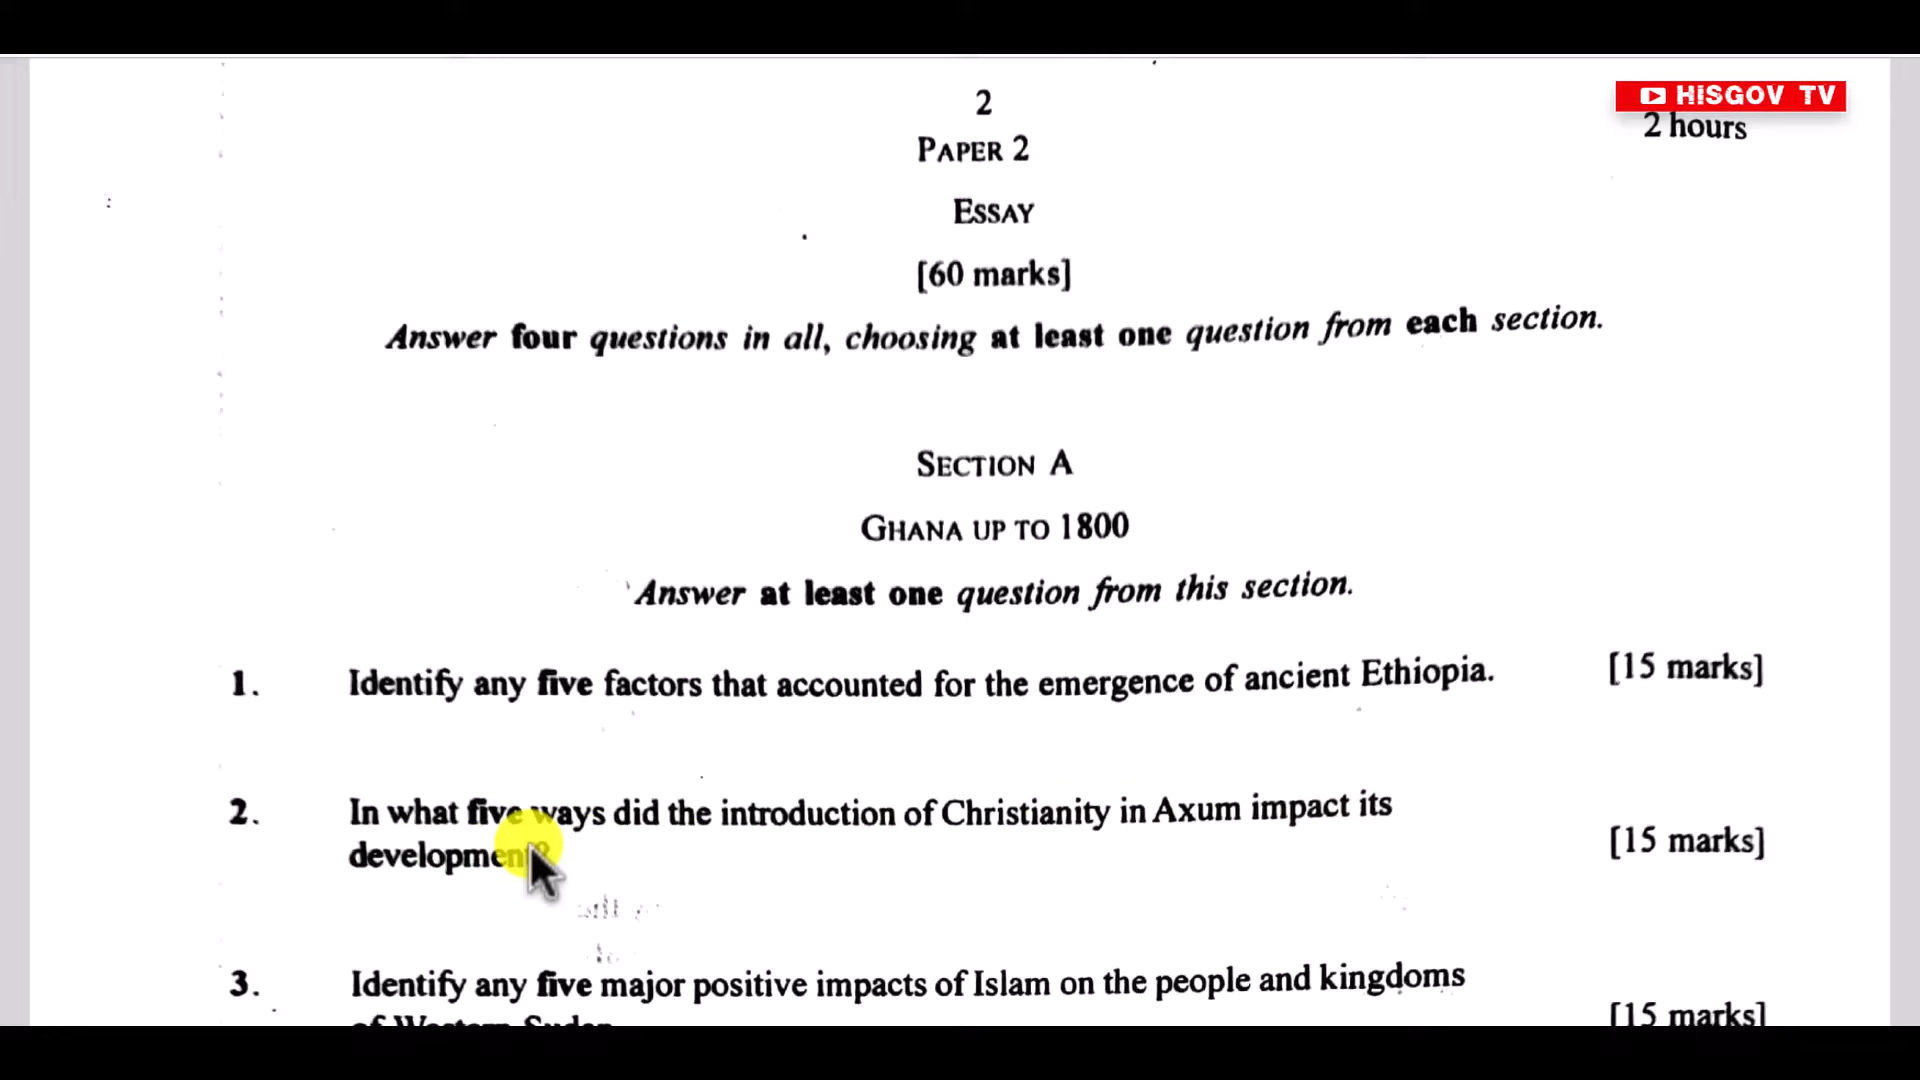 HISGOV TV
2
2 hours
PAPER 2
ESSAY
[60 marks]
Answer four questions in all, choosing at least one question from each section.
SECTION A
GHANA UP TO 1800
Answer at least one question from this section.
1. Identify any five factors that accounted for the emergence of ancient Ethiopia. [15 marks]
2. In what five ways did the introduction of Christianity in Axum impact its
development? [15 marks]
3. Identify any five major positive impacts of Islam on the people and kingdoms
of Western Sudan [15 marks]